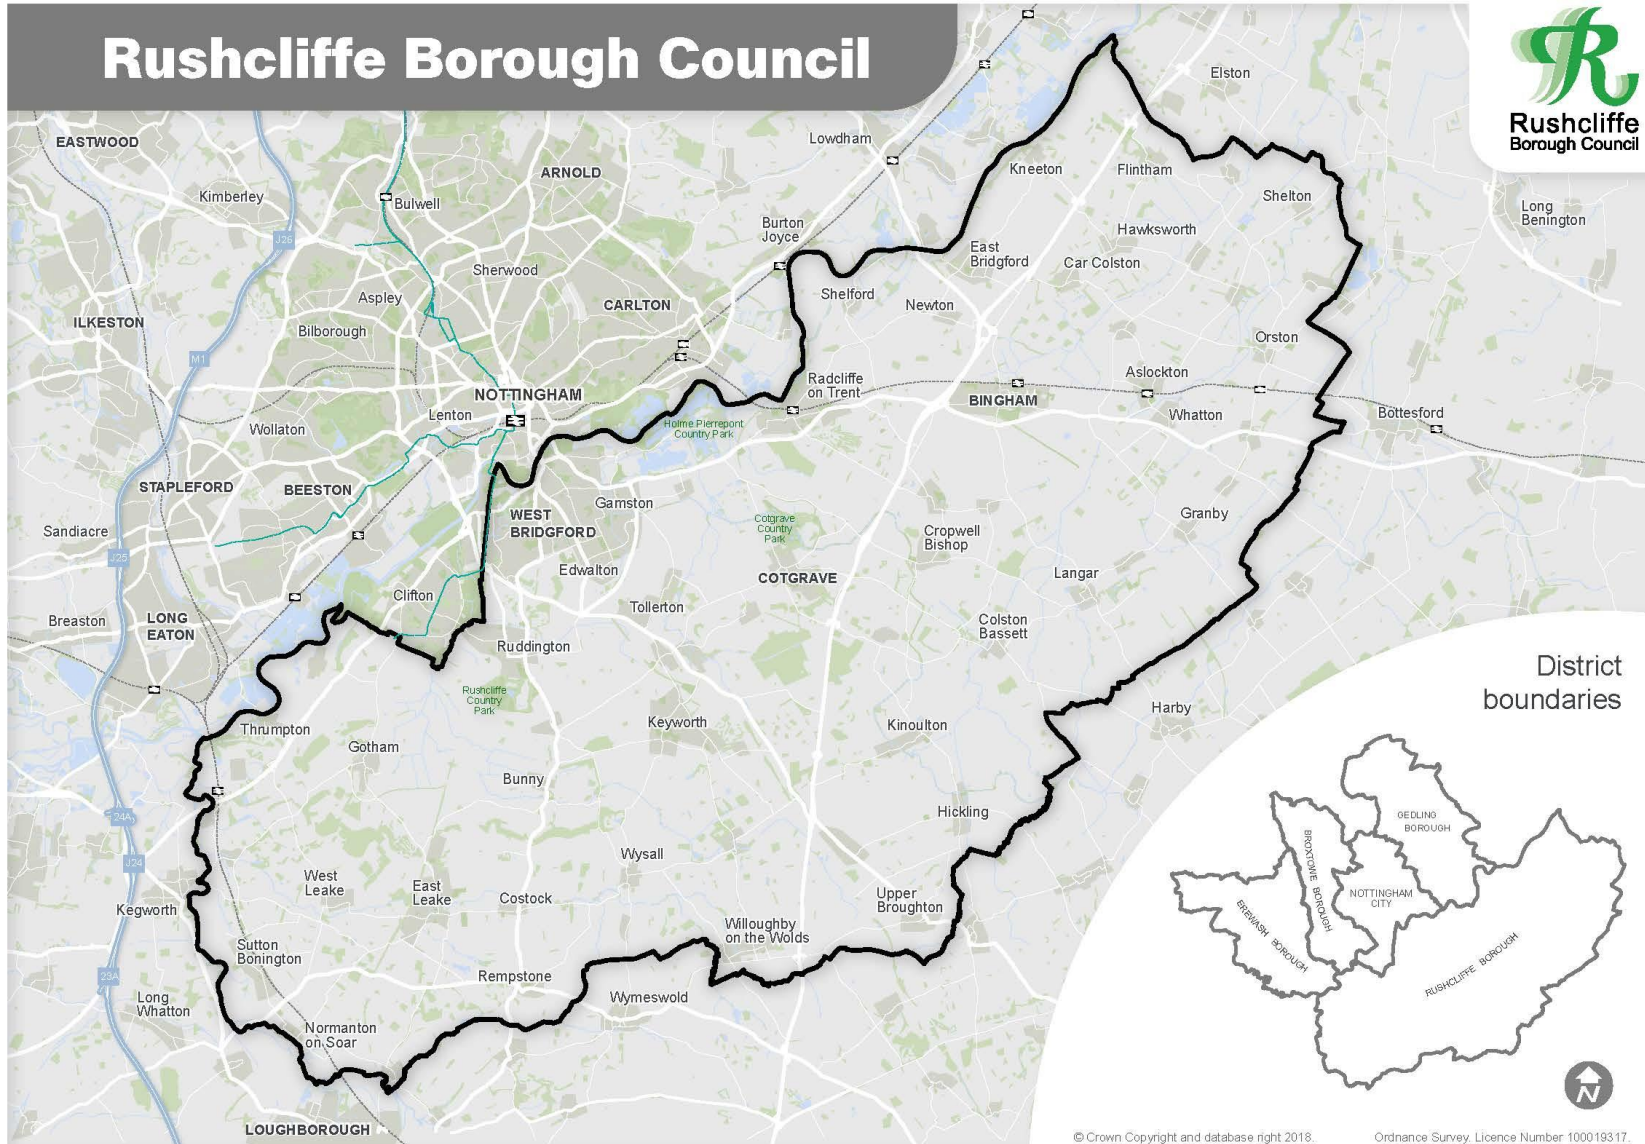 Rushcliffe Borough Council
Rushcliffe
Borough Council
Elston
EASTWOOD
Lowdham
ARNOLD
Kneeton
Flintham
Kimberley
Bulwell
Shelton
Long
Benington
Burton
Joyce
Hawksworth
J26
East
Bridgford
Car Colston
Sherwood
Aspley
CARLTON
Shelford
Newton
ILKESTON
Bilborough
Orston
M1
Radcliffe
on Trent
Aslockton
NOTTINGHAM
BINGHAM
Lenton
Whatton
Bottesford
Holme Pierrepont
Country Park
Wollaton
STAPLEFORD
BEESTON
Gamston
WEST
BRIDGFORD
Granby
Cotgrave
Country
Park
Cropwell
Bishop
Sandiacre
J25
Edwalton
COTGRAVE
Langar
Clifton
Tollerton
Breaston
LONG
EATON
Colston
Bassett
Ruddington
District
boundaries
Rushcliffe
Country
Park
Harby
Thrumpton
Keyworth
Kinoulton
Gotham
Bunny
Hickling
24A
J24
Wysall
West
Leake
East
Leake
Costock
Upper
Broughton
Kegworth
Willoughby
on the Wolds
Sutton
Bonington
23A
Rempstone
Long
Whatton
Wymeswold
Normanton
on Soar
LOUGHBOROUGH
GEDLING
BOROUGH
BROXTOWE BOROUGH
NOTTINGHAM
CITY
EREWASH BOROUGH
RUSHCLIFFE BOROUGH
N
© Crown Copyright and database right 2018. Ordnance Survey. Licence Number 100019317.